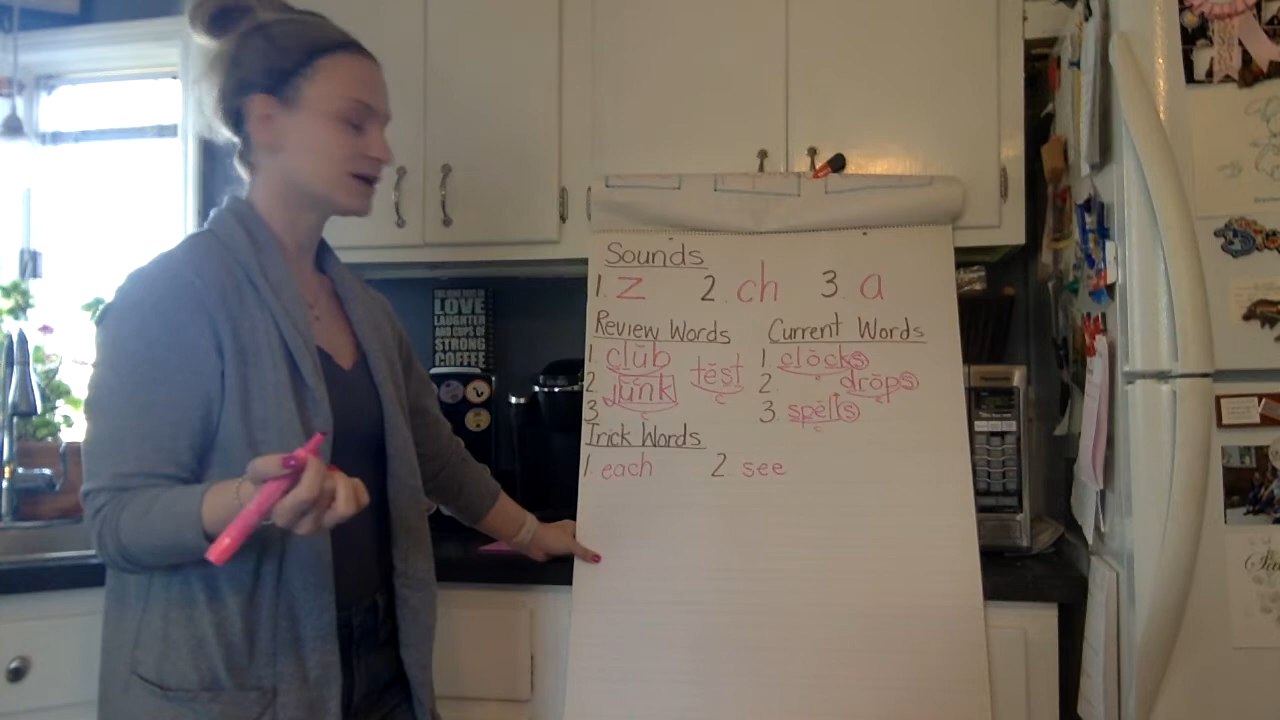 Sounds
1. z 2. ch 3. a
Review Words
1. club
2. junk
3. test
Current Words
1. clocks
2. drops
3. spells
Trick Words
1. each 2. see
LOVE
LAUGHTER
AND CUPS OF
STRONG
COFFEE